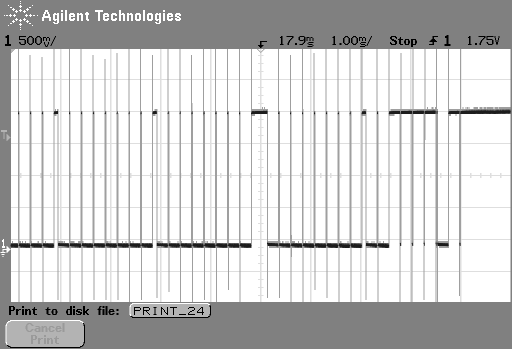 Agilent Technologies
1 500mV/ 17.9ms 1.00ms/ Stop 1 1.75V
T
1
Print to disk file: PRINT_24
Cancel
Print